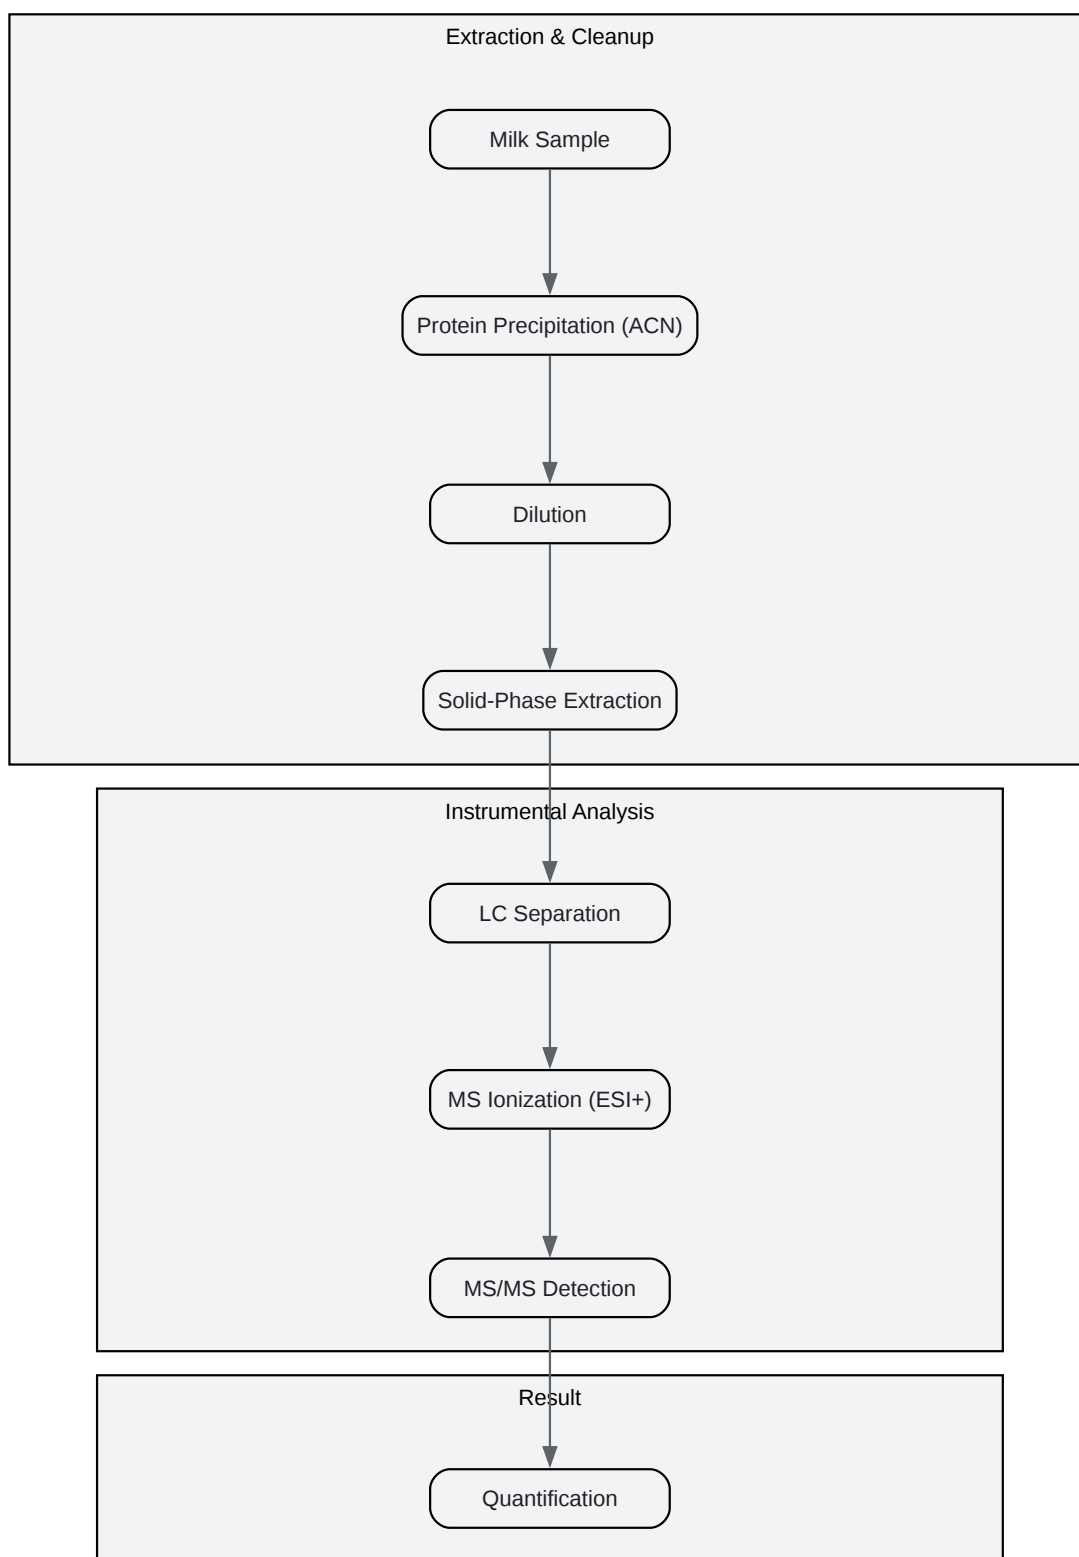 Extraction & Cleanup
Milk Sample
Protein Precipitation (ACN)
Dilution
Solid-Phase Extraction
Instrumental Analysis
LC Separation
MS Ionization (ESI+)
MS/MS Detection
Result
Quantification